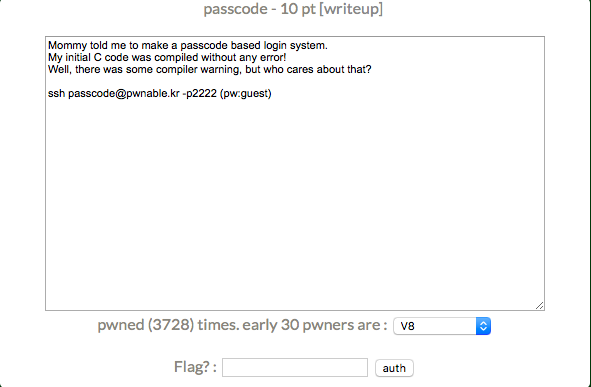 passcode - 10 pt [writeup]
Mommy told me to make a passcode based login system.
My initial C code was compiled without any error!
Well, there was some compiler warning, but who cares about that?
ssh passcode@pwnable.kr -p2222 (pw:guest)
pwned (3728) times. early 30 pwners are : V8
Flag? : auth